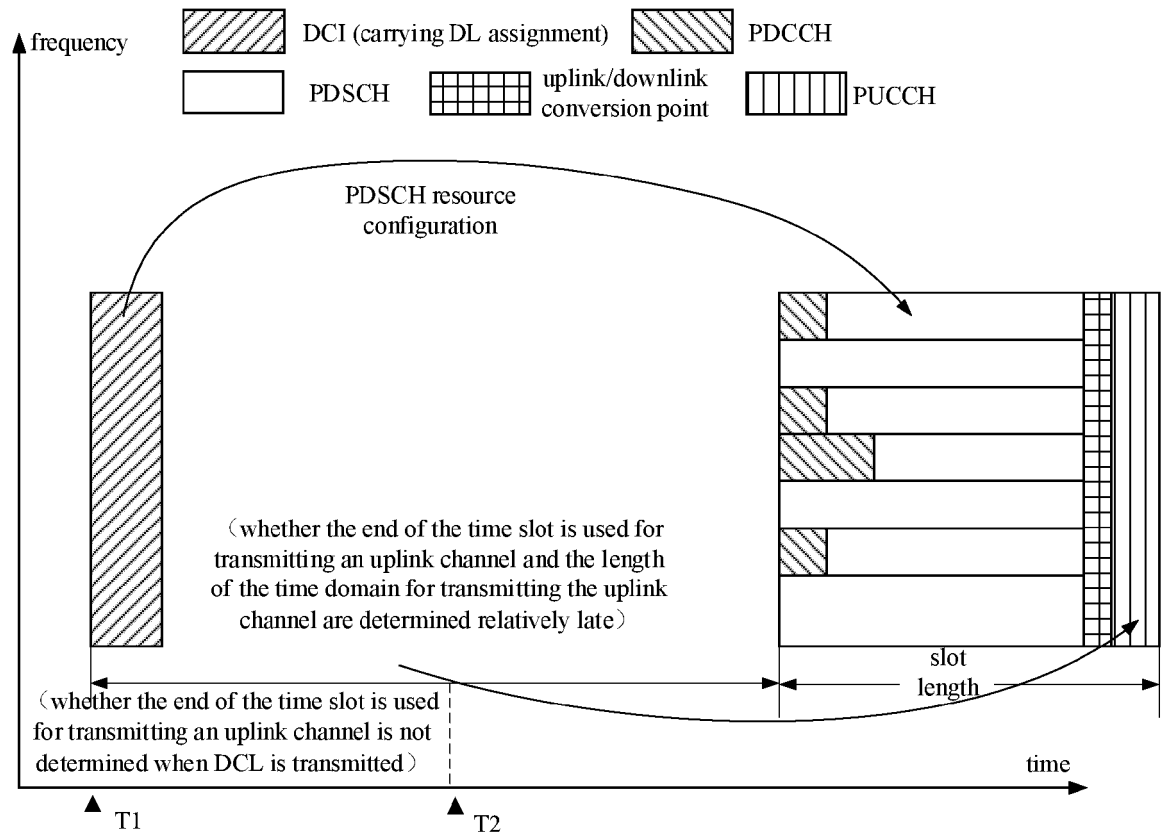 frequency
DCI (carrying DL assignment)
PDCCH
PDSCH
uplink/downlink
conversion point
PUCCH
PDSCH resource
configuration
（whether the end of the time slot is used for
transmitting an uplink channel and the length
of the time domain for transmitting the uplink
channel are determined relatively late）
slot
length
（whether the end of the time slot is used
for transmitting an uplink channel is not
determined when DCL is transmitted）
time
T1
T2